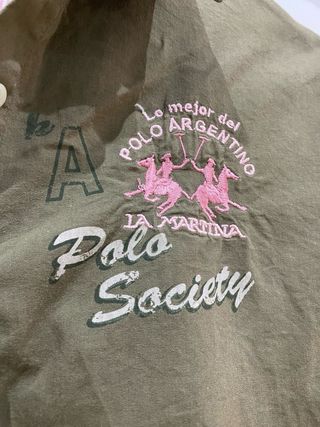 Lo mejor del
POLO ARGENTINO
A
LA MARTINA
Polo
Society